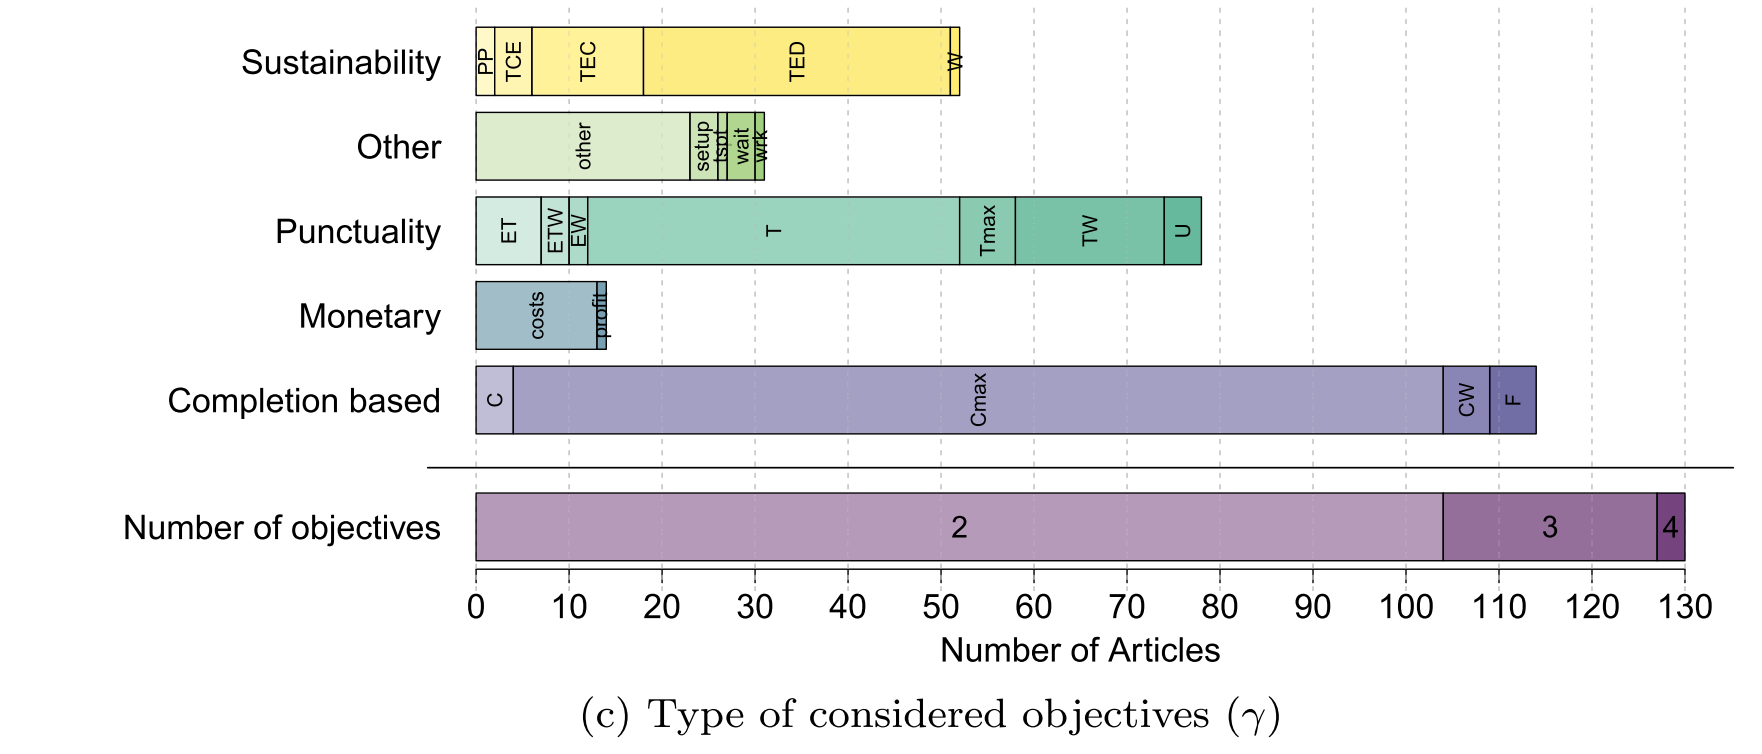 Sustainability PP TCE TEC TED W
Other other setup tspt wait wrk
Punctuality ET ETW EW T Tmax TW U
Monetary costs profit
Completion based C Cmax CW F
Number of objectives 2 3 4
0 10 20 30 40 50 60 70 80 90 100 110 120 130
Number of Articles
(c) Type of considered objectives (γ)